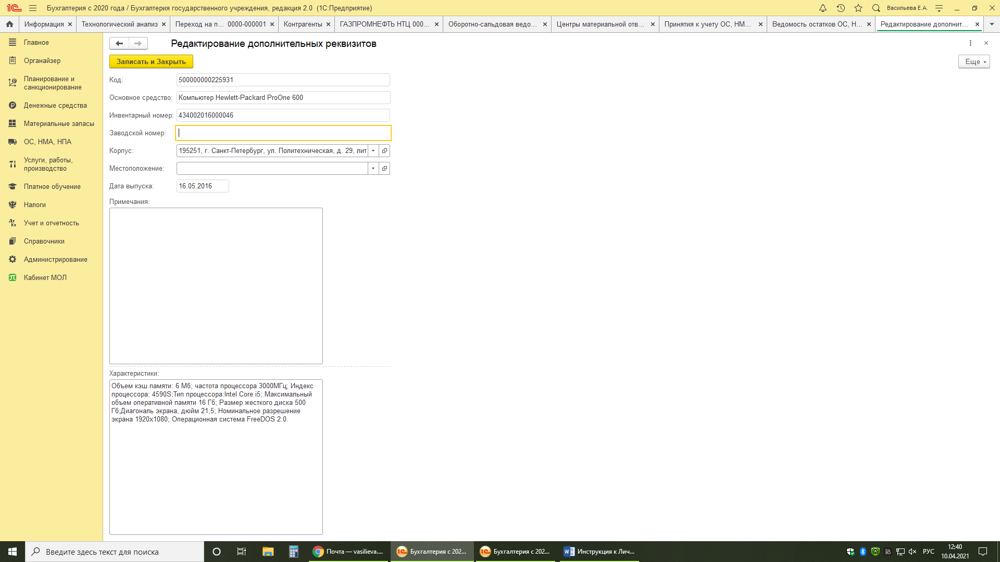 Бухгалтерия с 2020 года / Бухгалтерия государственного учреждения, редакция 2.0 (1С:Предприятие)
Васильева Е.А.
Информация
Технологический анализ
Переход на п... 0000-000001
Контрагенты
ГАЗПРОМНЕФТЬ НТЦ 000...
Оборотно-сальдовая ведо...
Центры материальной отв...
Принятия к учету ОС, НМ...
Ведомость остатков ОС, Н...
Редактирование дополнит...
Главное
Органайзер
Планирование и
санкционирование
Денежные средства
Материальные запасы
ОС, НМА, НПА
Услуги, работы,
производство
Платное обучение
Налоги
Учет и отчетность
Справочники
Администрирование
Кабинет МОЛ
Редактирование дополнительных реквизитов
Записать и Закрыть
Еще
Код: 500000000225931
Основное средство: Компьютер Hewlett-Packard ProOne 600
Инвентарный номер: 434002016000046
Заводской номер:
Корпус: 195251, г. Санкт-Петербург, ул. Политехническая, д. 29, лит
Местоположение:
Дата выпуска: 16.05.2016
Примечания:
Характеристики:
Объем кэш памяти: 6 Мб; частота процессора 3000МГц; Индекс
процессора: 4590S;Тип процессора:Intel Core i5; Максимальный
объем оперативной памяти 16 Гб; Размер жесткого диска 500
Гб;Диагональ экрана, дюйм 21,5; Номинальное разрешение
экрана 1920x1080; Операционная система FreeDOS 2.0.
Введите здесь текст для поиска
Почта — vasilieva....
Бухгалтерия с 202...
Бухгалтерия с 202...
Инструкция к Лич...
РУС
12:40
10.04.2021